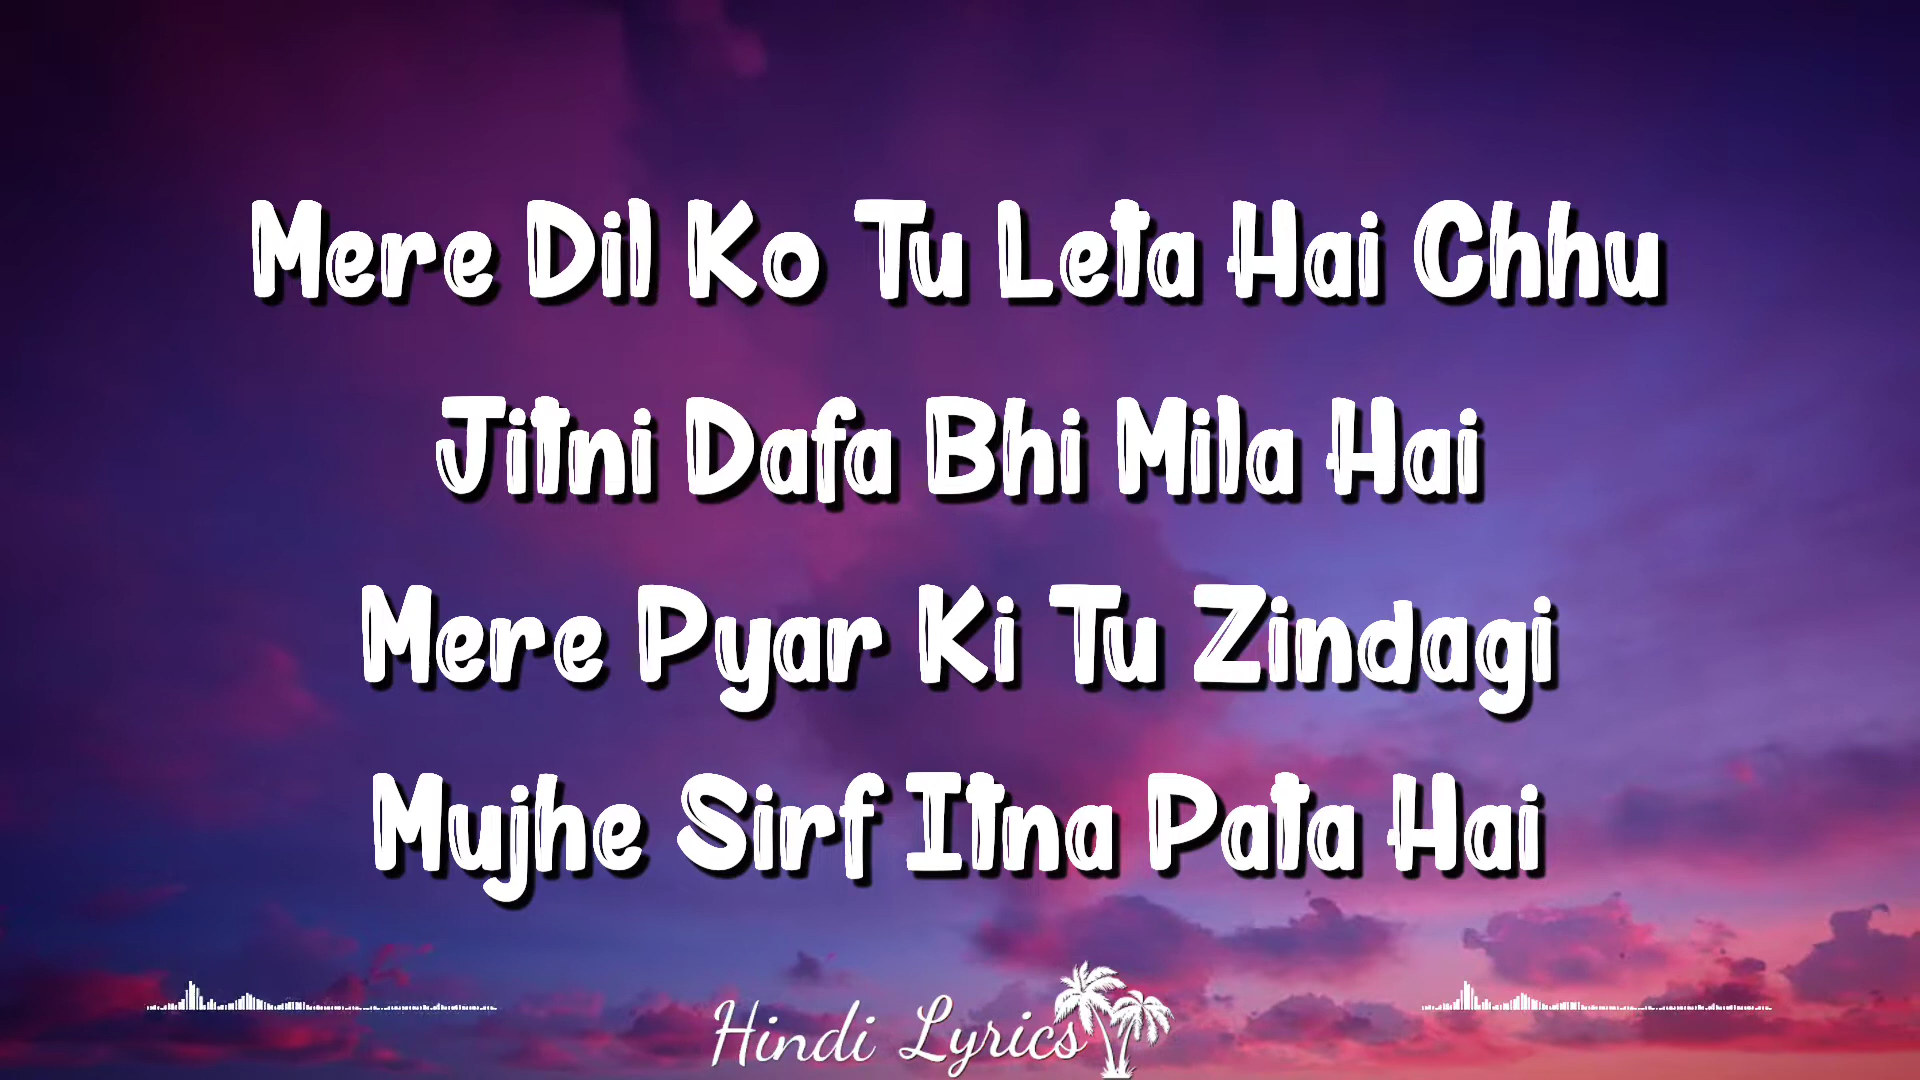 Mere Dil Ko Tu Leta Hai Chhu
Jitni Dafa Bhi Mila Hai
Mere Pyar Ki Tu Zindagi
Mujhe Sirf Itna Pata Hai
Hindi Lyrics